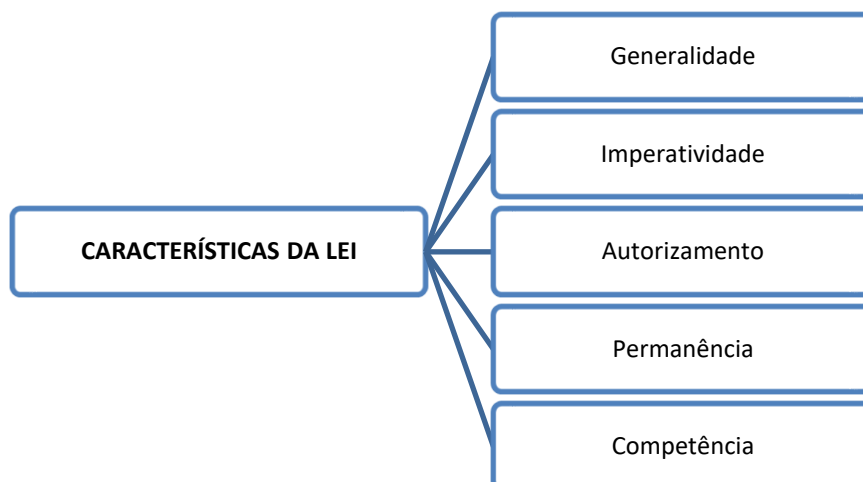 Generalidade
Imperatividade
CARACTERÍSTICAS DA LEI
Autorizamento
Permanência
Competência